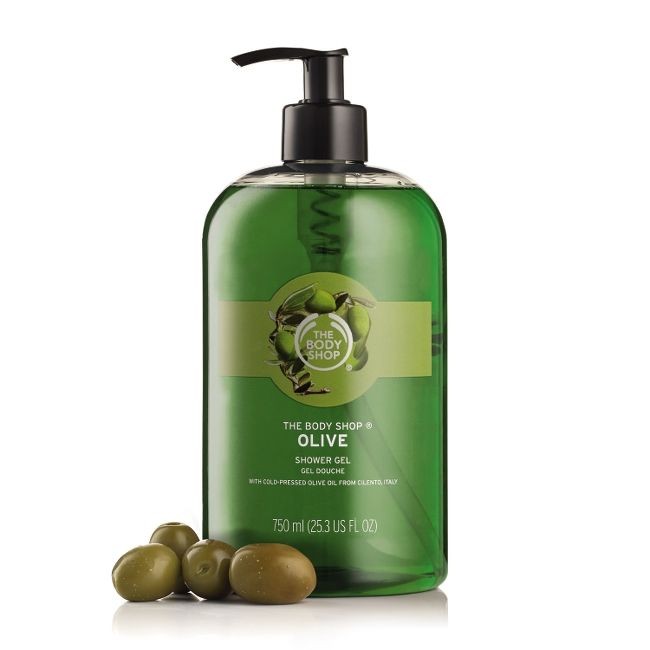 THE
BODY
SHOP
®
THE BODY SHOP ®
OLIVE
SHOWER GEL
GEL DOUCHE
WITH COLD-PRESSED OLIVE OIL FROM CILENTO, ITALY
750 ml (25.3 US FL OZ)